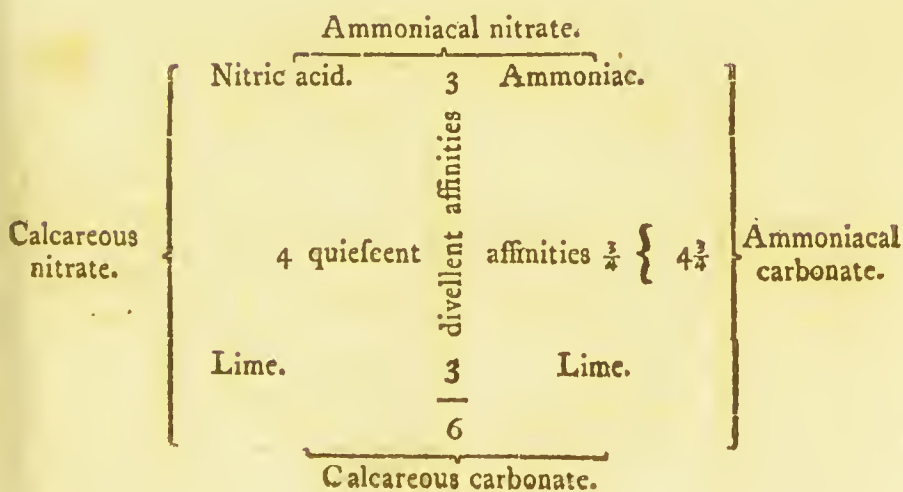 Ammoniacal nitrate.
Nitric acid. 3 Ammoniac.
divellent affinities
Calcareous nitrate.
4 quieſcent affinities ¾ { 4¾
Ammoniacal carbonate.
Lime. 3 Lime.
6
Calcareous carbonate.